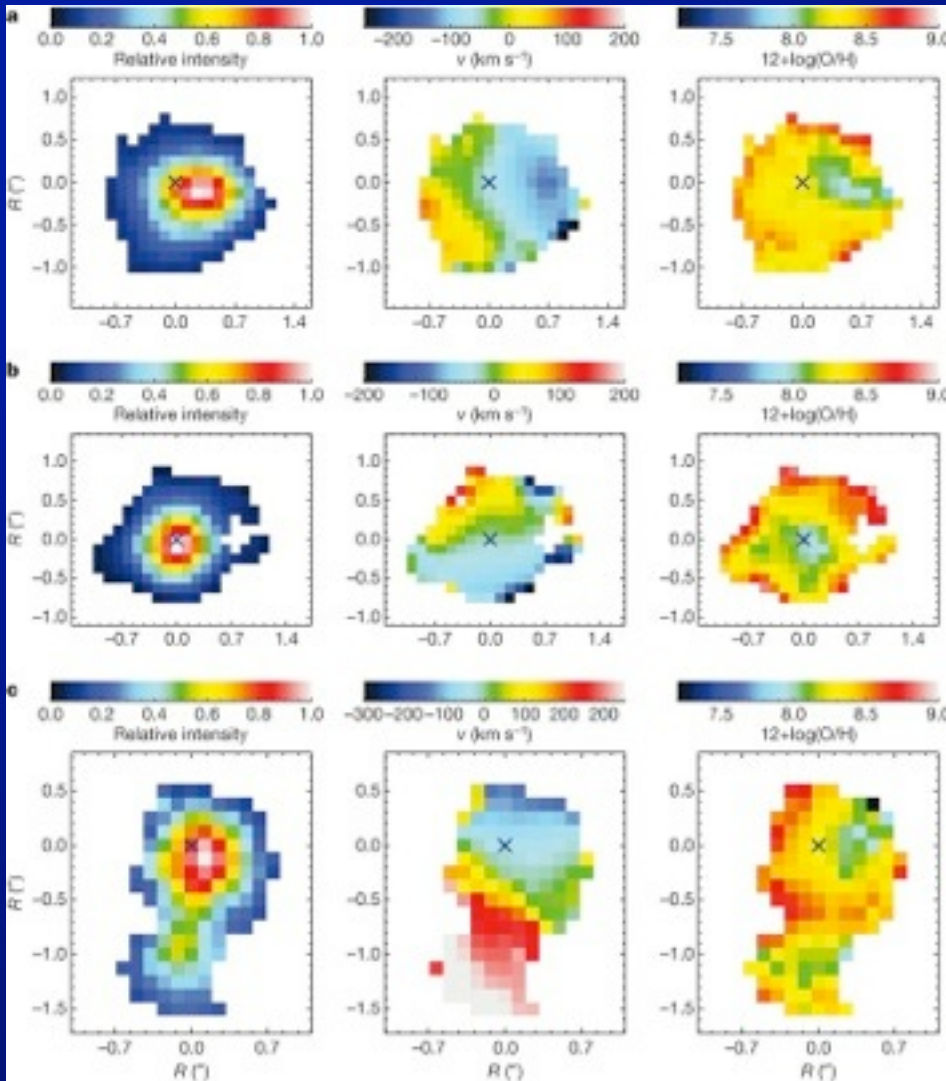 a
0.0 0.2 0.4 0.6 0.8 1.0
Relative intensity
−200 −100 0 100 200
v (km s⁻¹)
7.5 8.0 8.5 9.0
12+log(O/H)
R (″)
1.0
0.5
0.0
−0.5
−1.0
−0.7 0.0 0.7 1.4
−0.7 0.0 0.7 1.4
−0.7 0.0 0.7 1.4
b
0.0 0.2 0.4 0.6 0.8 1.0
Relative intensity
−200 −100 0 100 200
v (km s⁻¹)
7.5 8.0 8.5 9.0
12+log(O/H)
R (″)
1.0
0.5
0.0
−0.5
−1.0
−0.7 0.0 0.7 1.4
−0.7 0.0 0.7 1.4
−0.7 0.0 0.7 1.4
c
0.0 0.2 0.4 0.6 0.8 1.0
Relative intensity
−300 −200 −100 0 100 200
v (km s⁻¹)
7.5 8.0 8.5 9.0
12+log(O/H)
R (″)
0.5
0.0
−0.5
−1.0
−1.5
−0.7 0.0 0.7
−0.7 0.0 0.7
−0.7 0.0 0.7
R (″) R (″) R (″)